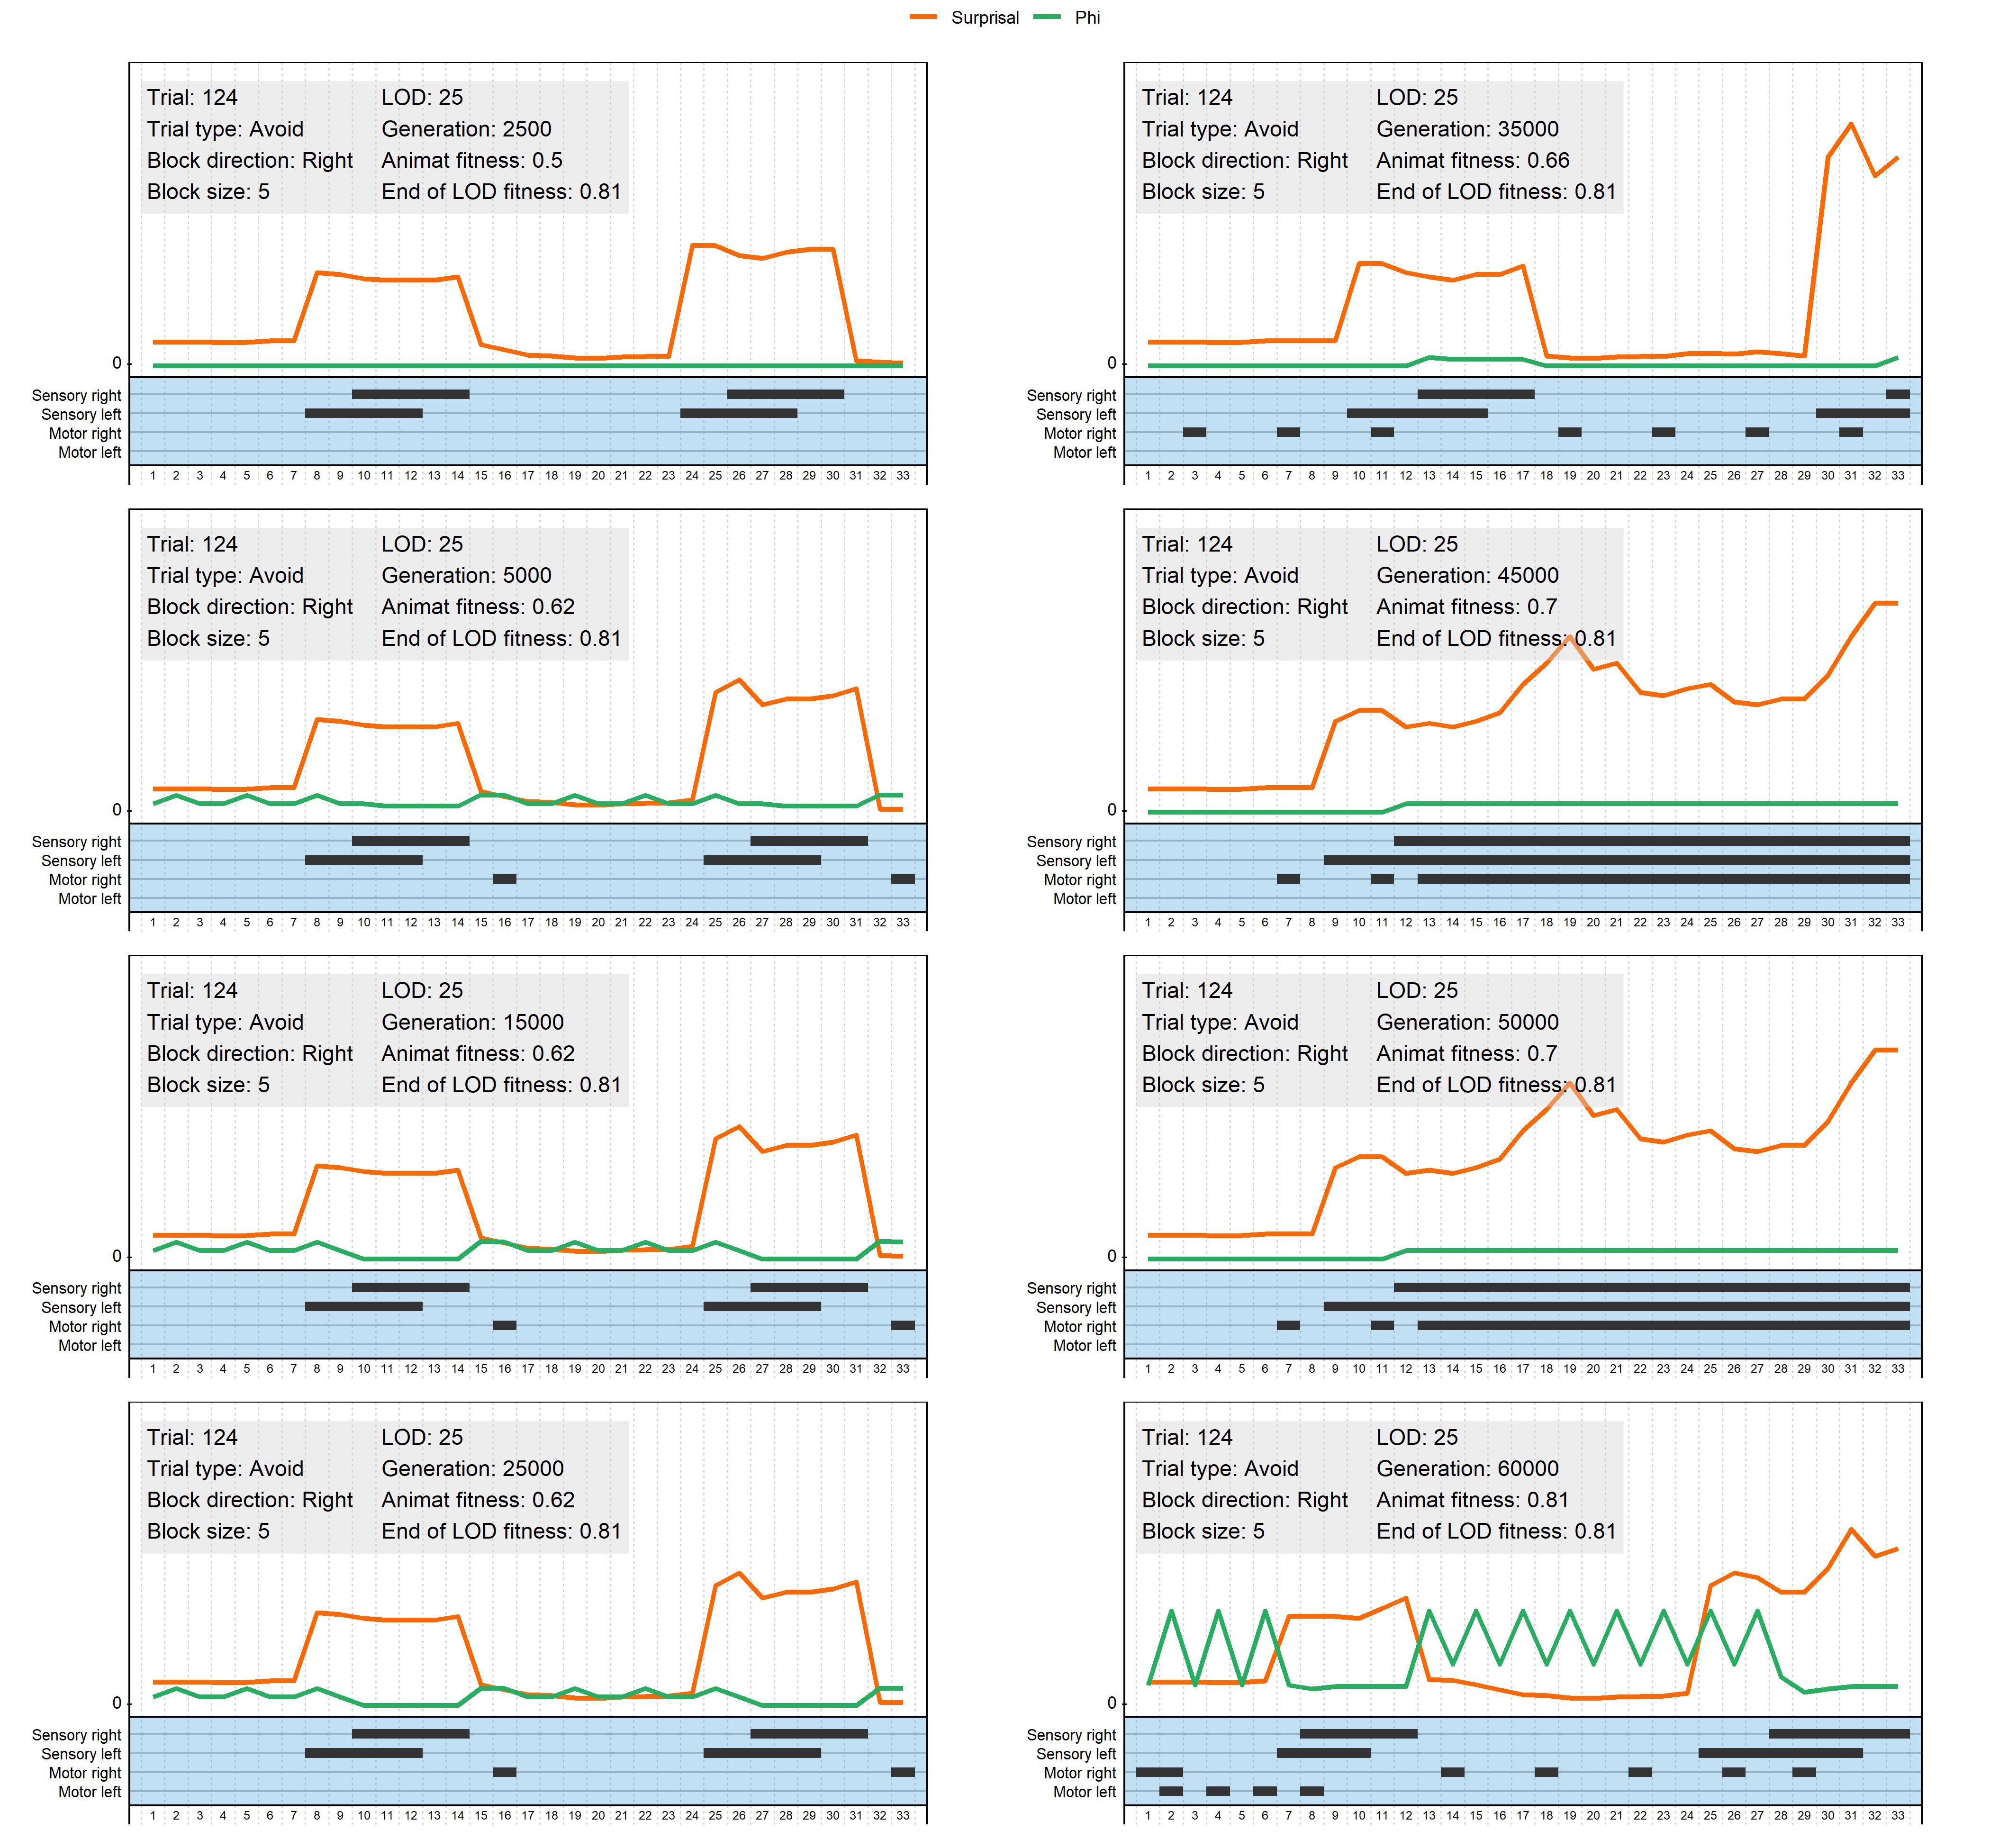 Surprisal Phi
Trial: 124 LOD: 25
Trial type: Avoid Generation: 2500
Block direction: Right Animat fitness: 0.5
Block size: 5 End of LOD fitness: 0.81
0
Sensory right
Sensory left
Motor right
Motor left
1 2 3 4 5 6 7 8 9 10 11 12 13 14 15 16 17 18 19 20 21 22 23 24 25 26 27 28 29 30 31 32 33
Trial: 124 LOD: 25
Trial type: Avoid Generation: 35000
Block direction: Right Animat fitness: 0.66
Block size: 5 End of LOD fitness: 0.81
0
Sensory right
Sensory left
Motor right
Motor left
1 2 3 4 5 6 7 8 9 10 11 12 13 14 15 16 17 18 19 20 21 22 23 24 25 26 27 28 29 30 31 32 33
Trial: 124 LOD: 25
Trial type: Avoid Generation: 5000
Block direction: Right Animat fitness: 0.62
Block size: 5 End of LOD fitness: 0.81
0
Sensory right
Sensory left
Motor right
Motor left
1 2 3 4 5 6 7 8 9 10 11 12 13 14 15 16 17 18 19 20 21 22 23 24 25 26 27 28 29 30 31 32 33
Trial: 124 LOD: 25
Trial type: Avoid Generation: 45000
Block direction: Right Animat fitness: 0.7
Block size: 5 End of LOD fitness: 0.81
0
Sensory right
Sensory left
Motor right
Motor left
1 2 3 4 5 6 7 8 9 10 11 12 13 14 15 16 17 18 19 20 21 22 23 24 25 26 27 28 29 30 31 32 33
Trial: 124 LOD: 25
Trial type: Avoid Generation: 15000
Block direction: Right Animat fitness: 0.62
Block size: 5 End of LOD fitness: 0.81
0
Sensory right
Sensory left
Motor right
Motor left
1 2 3 4 5 6 7 8 9 10 11 12 13 14 15 16 17 18 19 20 21 22 23 24 25 26 27 28 29 30 31 32 33
Trial: 124 LOD: 25
Trial type: Avoid Generation: 50000
Block direction: Right Animat fitness: 0.7
Block size: 5 End of LOD fitness: 0.81
0
Sensory right
Sensory left
Motor right
Motor left
1 2 3 4 5 6 7 8 9 10 11 12 13 14 15 16 17 18 19 20 21 22 23 24 25 26 27 28 29 30 31 32 33
Trial: 124 LOD: 25
Trial type: Avoid Generation: 25000
Block direction: Right Animat fitness: 0.62
Block size: 5 End of LOD fitness: 0.81
0
Sensory right
Sensory left
Motor right
Motor left
1 2 3 4 5 6 7 8 9 10 11 12 13 14 15 16 17 18 19 20 21 22 23 24 25 26 27 28 29 30 31 32 33
Trial: 124 LOD: 25
Trial type: Avoid Generation: 60000
Block direction: Right Animat fitness: 0.81
Block size: 5 End of LOD fitness: 0.81
0
Sensory right
Sensory left
Motor right
Motor left
1 2 3 4 5 6 7 8 9 10 11 12 13 14 15 16 17 18 19 20 21 22 23 24 25 26 27 28 29 30 31 32 33